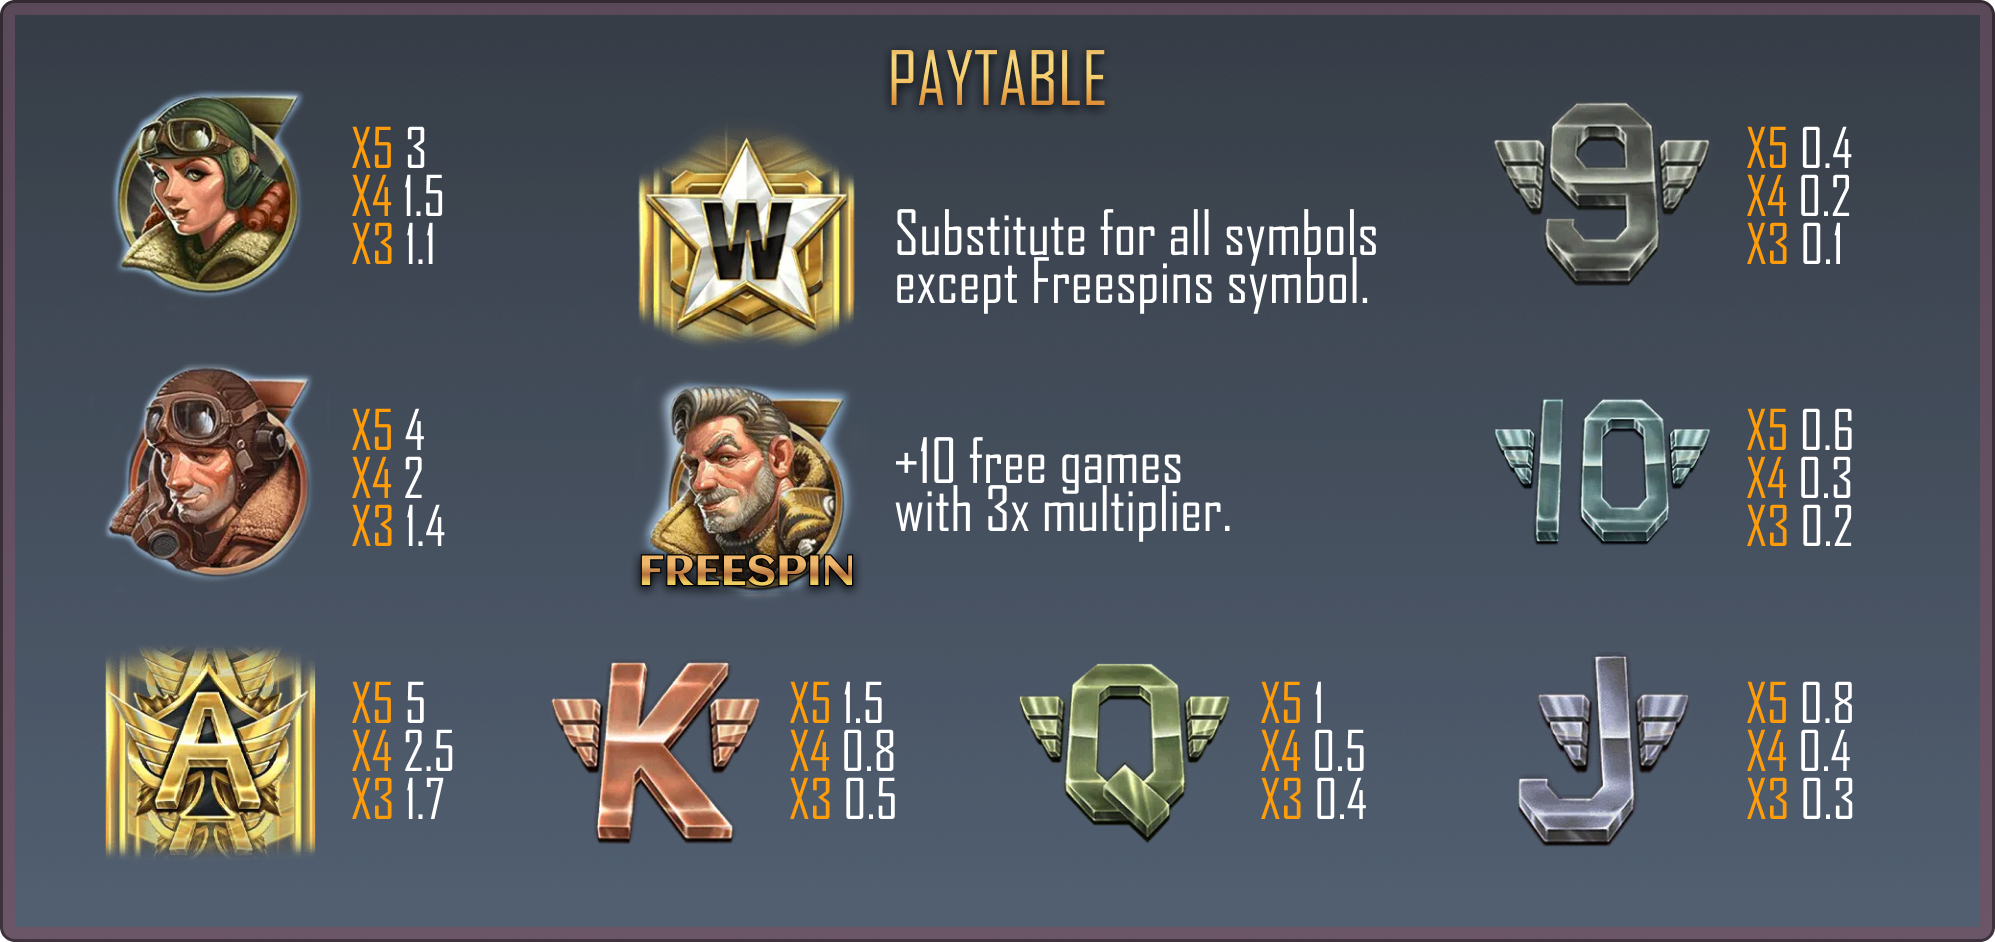 PAYTABLE
X5 3
X4 1.5
X3 1.1
W
Substitute for all symbols
except Freespins symbol.
9
X5 0.4
X4 0.2
X3 0.1
X5 4
X4 2
X3 1.4
FREESPIN
+10 free games
with 3x multiplier.
10
X5 0.6
X4 0.3
X3 0.2
A
X5 5
X4 2.5
X3 1.7
K
X5 1.5
X4 0.8
X3 0.5
Q
X5 1
X4 0.5
X3 0.4
J
X5 0.8
X4 0.4
X3 0.3